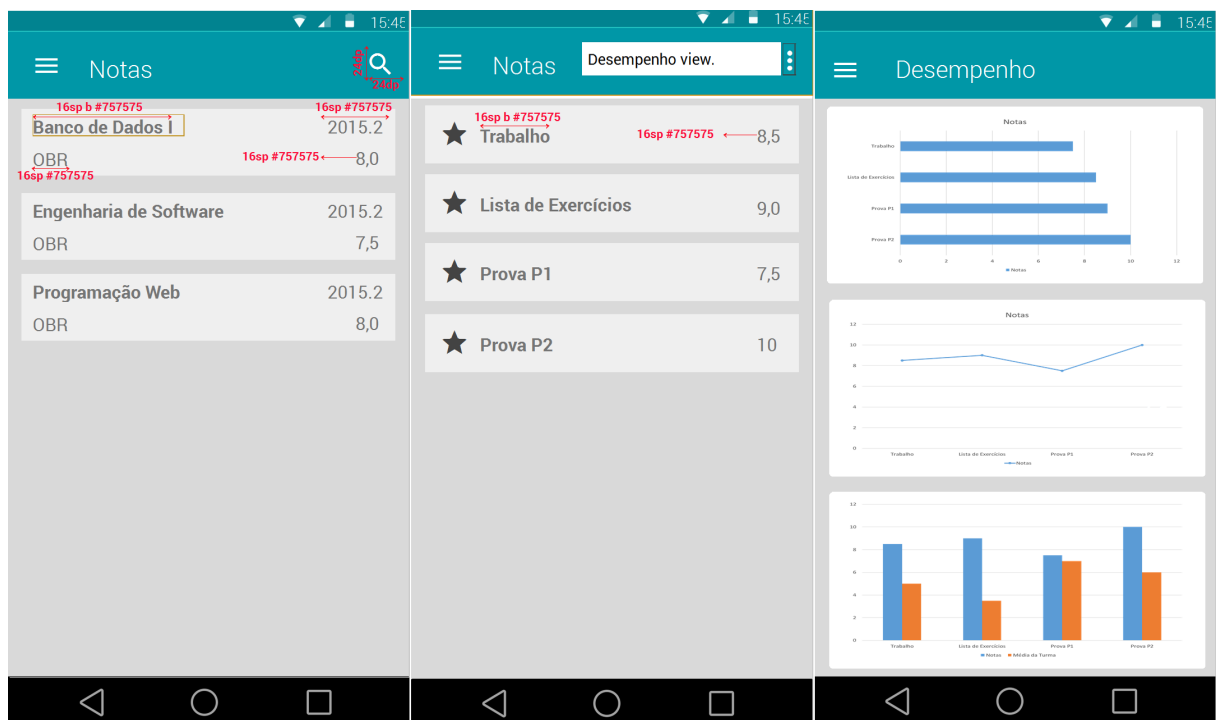 15:45
Notas
24dp
24dp
16sp b #757575
16sp #757575
Banco de Dados I
2015.2
OBR
16sp #757575
8,0
16sp #757575
Engenharia de Software
2015.2
OBR
7,5
Programação Web
2015.2
OBR
8,0
15:45
Notas
Desempenho view.
16sp b #757575
Trabalho
16sp #757575
8,5
Lista de Exercícios
9,0
Prova P1
7,5
Prova P2
10
15:45
Desempenho
Notas
Trabalho
Lista de Exercícios
Prova P1
Prova P2
0 2 4 6 8 10 12
Notas
Notas
12
10
8
6
4
2
0
Trabalho Lista de Exercícios Prova P1 Prova P2
Notas
12
10
8
6
4
2
0
Trabalho Lista de Exercícios Prova P1 Prova P2
Notas Média da Turma